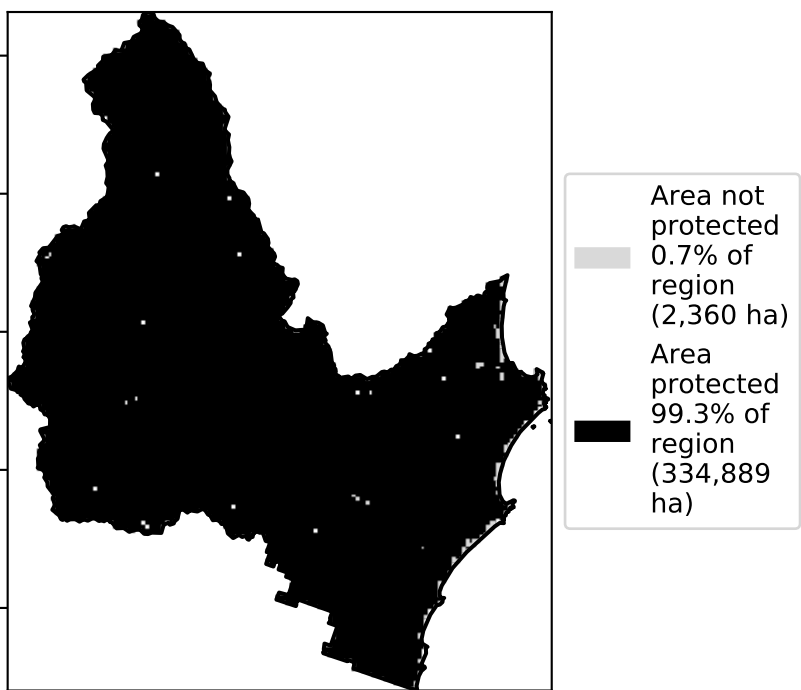 Area not
protected
0.7% of
region
(2,360 ha)
Area
protected
99.3% of
region
(334,889
ha)